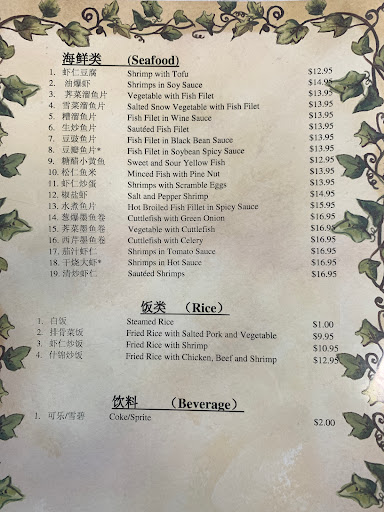 海鲜类 (Seafood)
1. 虾仁豆腐 Shrimp with Tofu $12.95
2. 油爆虾 Shrimps in Soy Sauce $14.95
3. 荠菜溜鱼片 Vegetable with Fish Filet $13.95
4. 雪菜溜鱼片 Salted Snow Vegetable with Fish Filet $13.95
5. 糟溜鱼片 Fish Filet in Wine Sauce $13.95
6. 生炒鱼片 Sautéed Fish Filet $13.95
7. 豆豉鱼片 Fish Filet in Black Bean Sauce $13.95
8. 豆瓣鱼片* Fish Filet in Soybean Spicy Sauce $13.95
9. 糖醋小黄鱼 Sweet and Sour Yellow Fish $13.95
10. 松仁鱼米 Minced Fish with Pine Nut $13.95
11. 虾仁炒蛋 Shrimps with Scramble Eggs $13.95
12. 椒盐虾 Salt and Pepper Shrimp $14.95
13. 水煮鱼片 Hot Broiled Fish Fillet in Spicy Sauce $15.95
14. 葱爆墨鱼卷 Cuttlefish with Green Onion $16.95
15. 荠菜墨鱼卷 Vegetable with Cuttlefish $16.95
16. 西芹墨鱼卷 Cuttlefish with Celery $16.95
17. 茄汁虾仁 Shrimps in Tomato Sauce $16.95
18. 干烧大虾* Shrimps in Hot Sauce $16.95
19. 清炒虾仁 Sautéed Shrimps $16.95
饭类 (Rice)
1. 白饭 Steamed Rice $1.00
2. 排骨菜饭 Fried Rice with Salted Pork and Vegetable $9.95
3. 虾仁炒饭 Fried Rice with Shrimp $10.95
4. 什锦炒饭 Fried Rice with Chicken, Beef and Shrimp $12.95
饮料 (Beverage)
1. 可乐/雪碧 Coke/Sprite $2.00